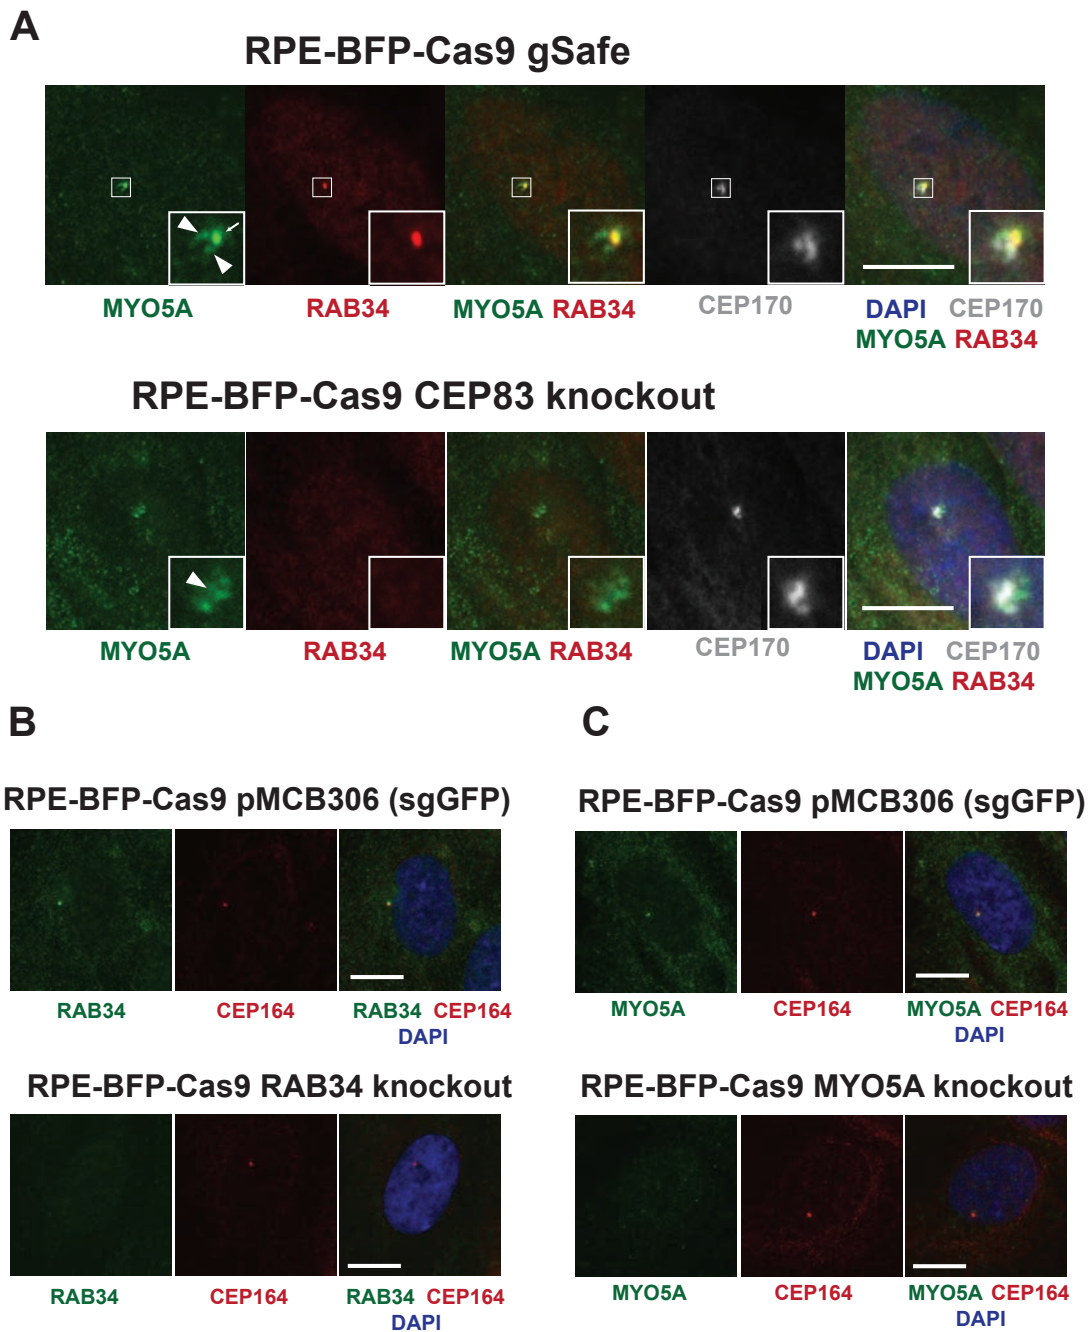 A
RPE-BFP-Cas9 gSafe
MYO5A RAB34 MYO5A RAB34 CEP170 DAPI CEP170
MYO5A RAB34
RPE-BFP-Cas9 CEP83 knockout
MYO5A RAB34 MYO5A RAB34 CEP170 DAPI CEP170
MYO5A RAB34
B
RPE-BFP-Cas9 pMCB306 (sgGFP)
RAB34 CEP164 RAB34 CEP164
DAPI
RPE-BFP-Cas9 RAB34 knockout
RAB34 CEP164 RAB34 CEP164
DAPI
C
RPE-BFP-Cas9 pMCB306 (sgGFP)
MYO5A CEP164 MYO5A CEP164
DAPI
RPE-BFP-Cas9 MYO5A knockout
MYO5A CEP164 MYO5A CEP164
DAPI